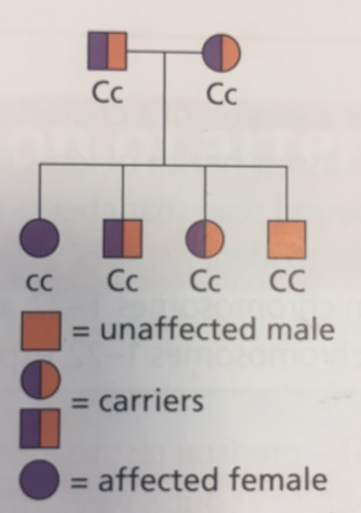 Cc Cc
cc Cc Cc CC
= unaffected male
= carriers
= affected female